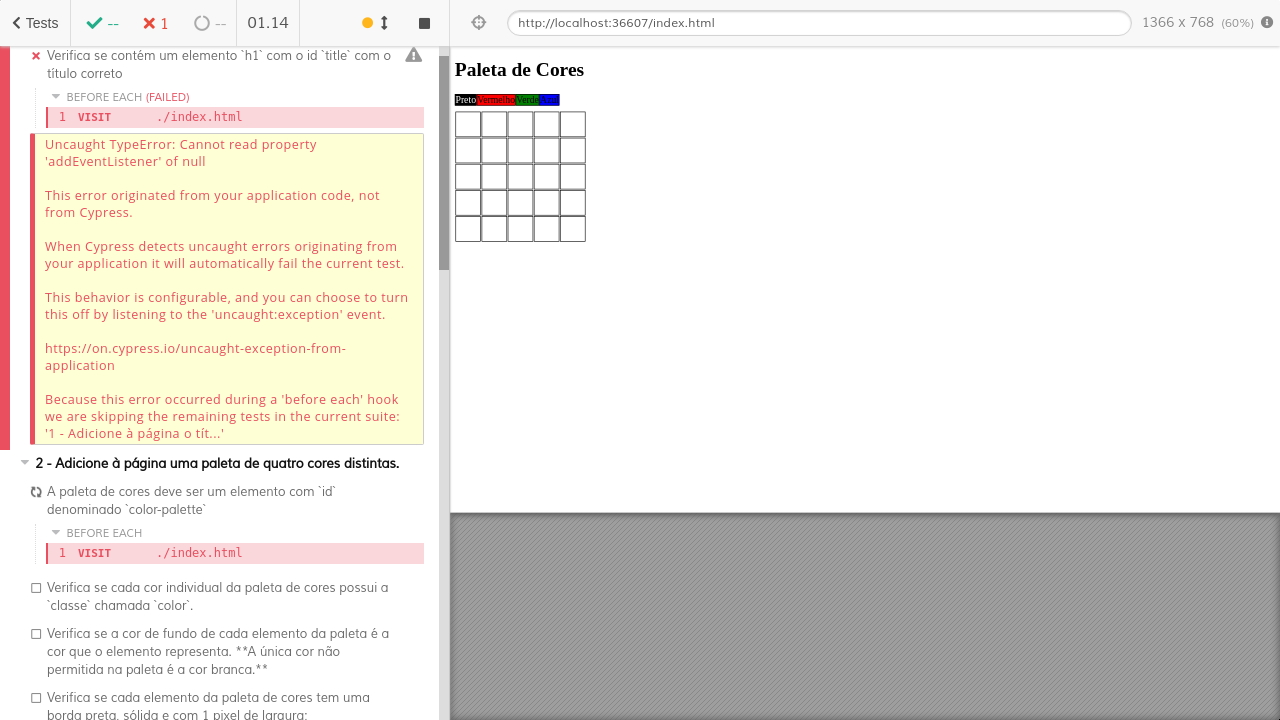 Tests
--
1
--
01.14
http://localhost:36607/index.html
1366 x 768 (60%)
Verifica se contém um elemento `h1` com o id `title` com o
título correto
BEFORE EACH (FAILED)
1 VISIT ./index.html
Uncaught TypeError: Cannot read property
'addEventListener' of null
This error originated from your application code, not
from Cypress.
When Cypress detects uncaught errors originating from
your application it will automatically fail the current test.
This behavior is configurable, and you can choose to turn
this off by listening to the 'uncaught:exception' event.
https://on.cypress.io/uncaught-exception-from-
application
Because this error occurred during a 'before each' hook
we are skipping the remaining tests in the current suite:
'1 - Adicione à página o tít...'
2 - Adicione à página uma paleta de quatro cores distintas.
A paleta de cores deve ser um elemento com `id`
denominado `color-palette`
BEFORE EACH
1 VISIT ./index.html
Verifica se cada cor individual da paleta de cores possui a
`classe` chamada `color`.
Verifica se a cor de fundo de cada elemento da paleta é a
cor que o elemento representa. **A única cor não
permitida na paleta é a cor branca.**
Verifica se cada elemento da paleta de cores tem uma
borda preta, sólida e com 1 pixel de largura;
Paleta de Cores
Preto Vermelho Verde Azul